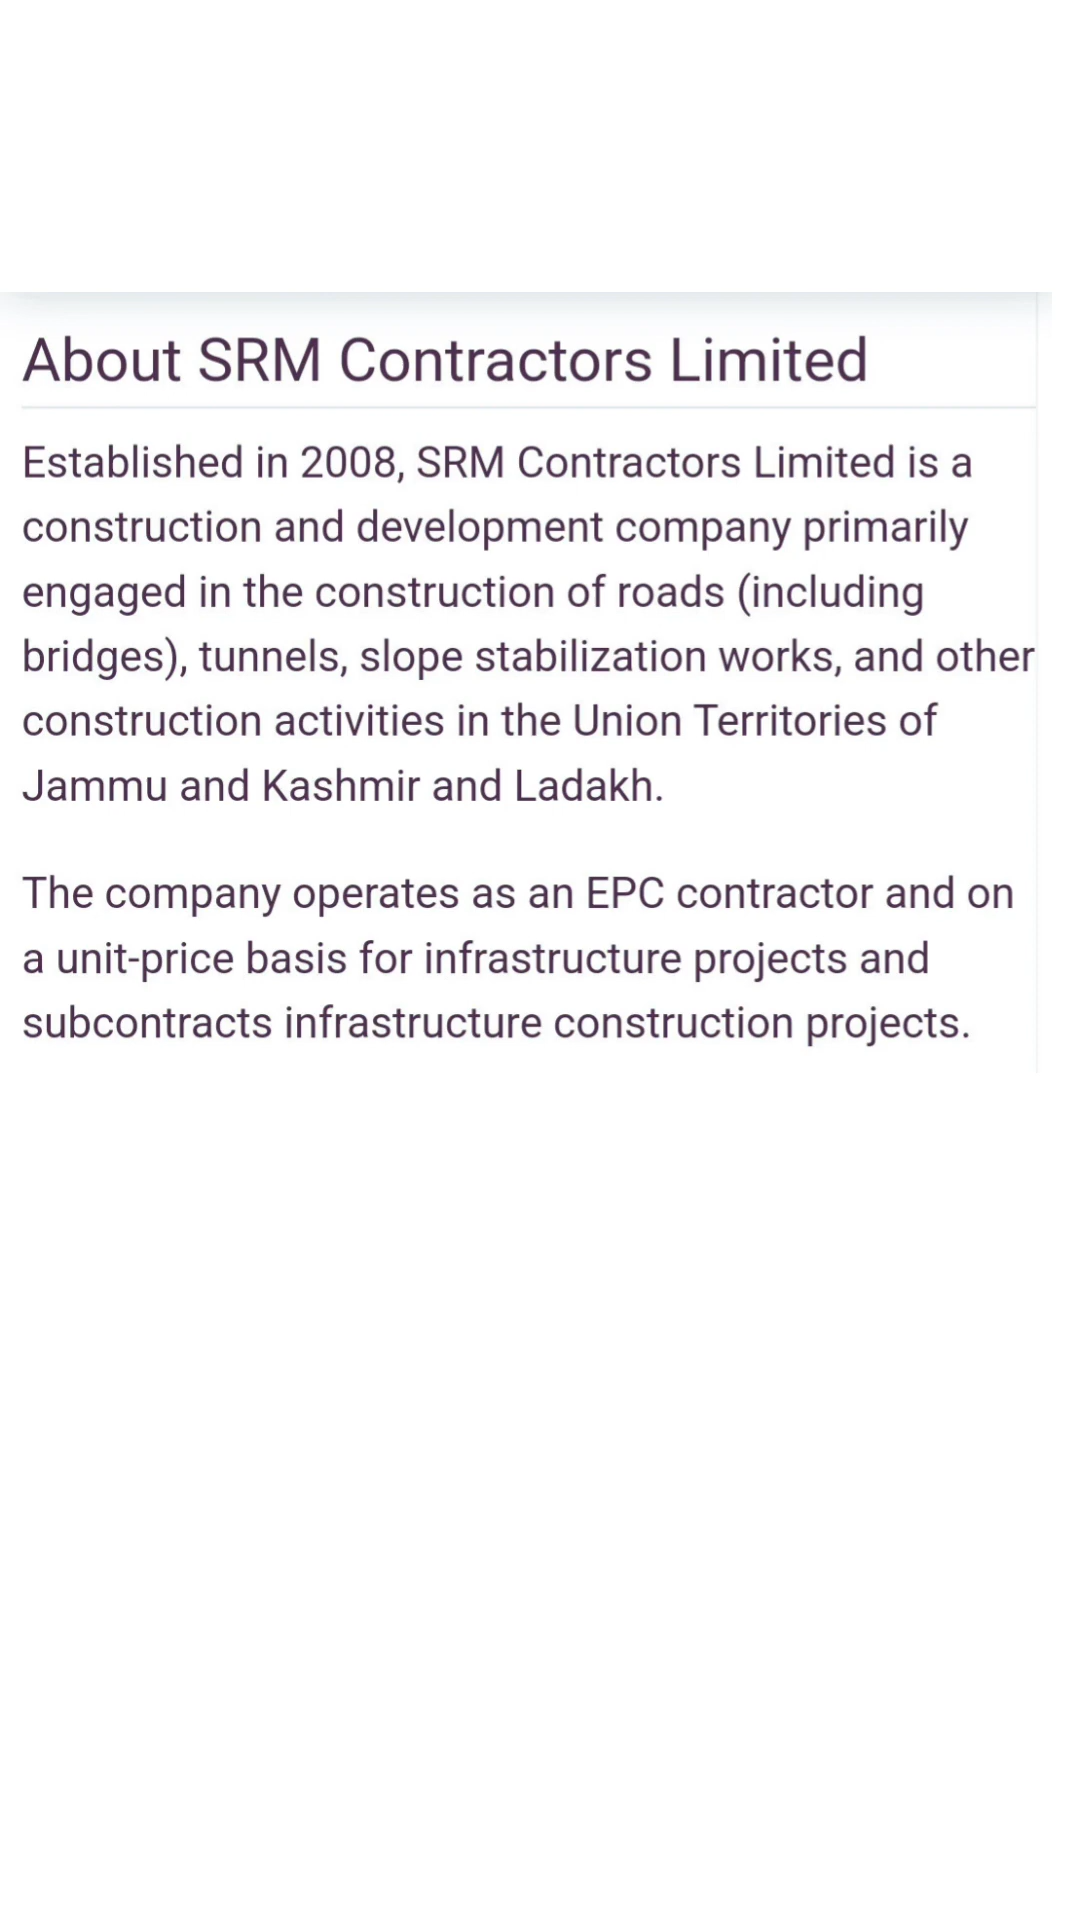 About SRM Contractors Limited
Established in 2008, SRM Contractors Limited is a
construction and development company primarily
engaged in the construction of roads (including
bridges), tunnels, slope stabilization works, and other
construction activities in the Union Territories of
Jammu and Kashmir and Ladakh.
The company operates as an EPC contractor and on
a unit-price basis for infrastructure projects and
subcontracts infrastructure construction projects.